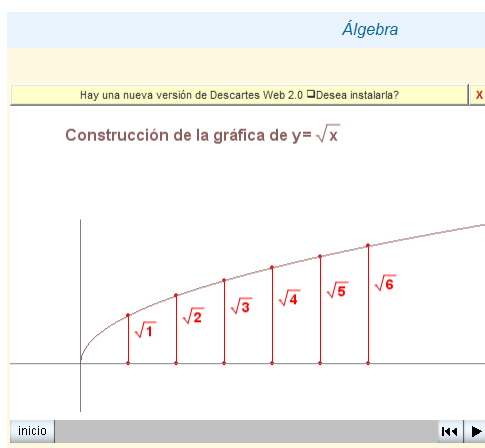 Álgebra
Hay una nueva versión de Descartes Web 2.0 ❑Desea instalarla?
X
Construcción de la gráfica de y=√x
√1
√2
√3
√4
√5
√6
inicio